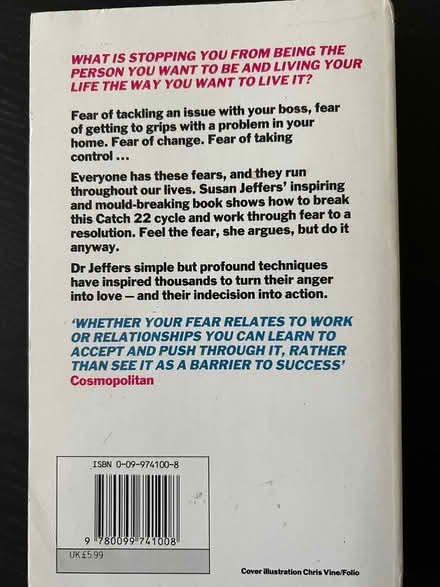 WHAT IS STOPPING YOU FROM BEING THE
PERSON YOU WANT TO BE AND LIVING YOUR
LIFE THE WAY YOU WANT TO LIVE IT?
Fear of tackling an issue with your boss, fear
of getting to grips with a problem in your
home. Fear of change. Fear of taking
control ...
Everyone has these fears, and they run
throughout our lives. Susan Jeffers' inspiring
and mould-breaking book shows how to break
this Catch 22 cycle and work through fear to a
resolution. Feel the fear, she argues, but do it
anyway.
Dr Jeffers simple but profound techniques
have inspired thousands to turn their anger
into love – and their indecision into action.
'WHETHER YOUR FEAR RELATES TO WORK
OR RELATIONSHIPS YOU CAN LEARN TO
ACCEPT AND PUSH THROUGH IT, RATHER
THAN SEE IT AS A BARRIER TO SUCCESS'
Cosmopolitan
ISBN 0-09-974100-8
9 780099 741008
UK£5.99
Cover illustration Chris Vine/Folio